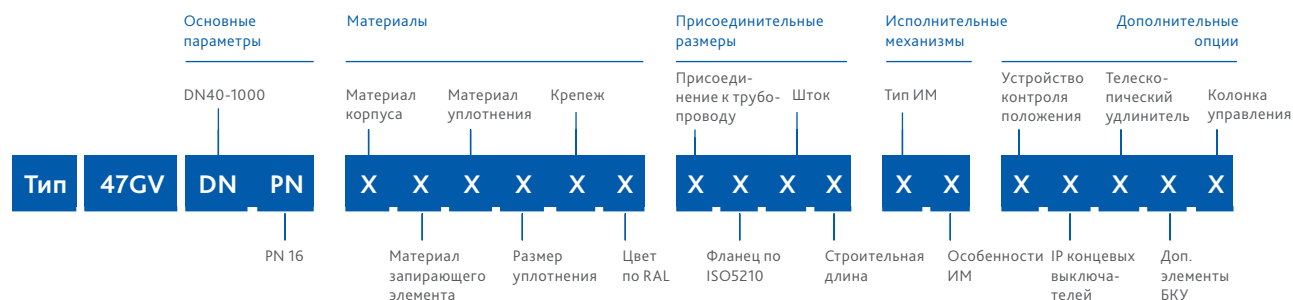 Основные
параметры
Материалы
Присоединительные
размеры
Исполнительные
механизмы
Дополнительные
опции
DN40-1000
Материал
корпуса
Материал
уплотнения
Крепеж
Присоеди-
нение к трубо-
проводу
Шток
Тип ИМ
Устройство
контроля
положения
Телеско-
пический
удлинитель
Колонка
управления
Тип 47GV DN PN X X X X X X X X X X X X X X X X X
PN 16
Материал
запирающего
элемента
Размер
уплотнения
Цвет
по RAL
Фланец по
ISO5210
Строительная
длина
Особенности
ИМ
IP концевых
выключа-
телей
Доп.
элементы
БКУ